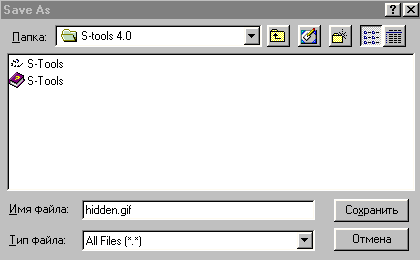 Save As
Папка: S-tools 4.0
S-Tools
S-Tools
Имя файла: hidden.gif Сохранить
Тип файла: All Files (*.*) Отмена